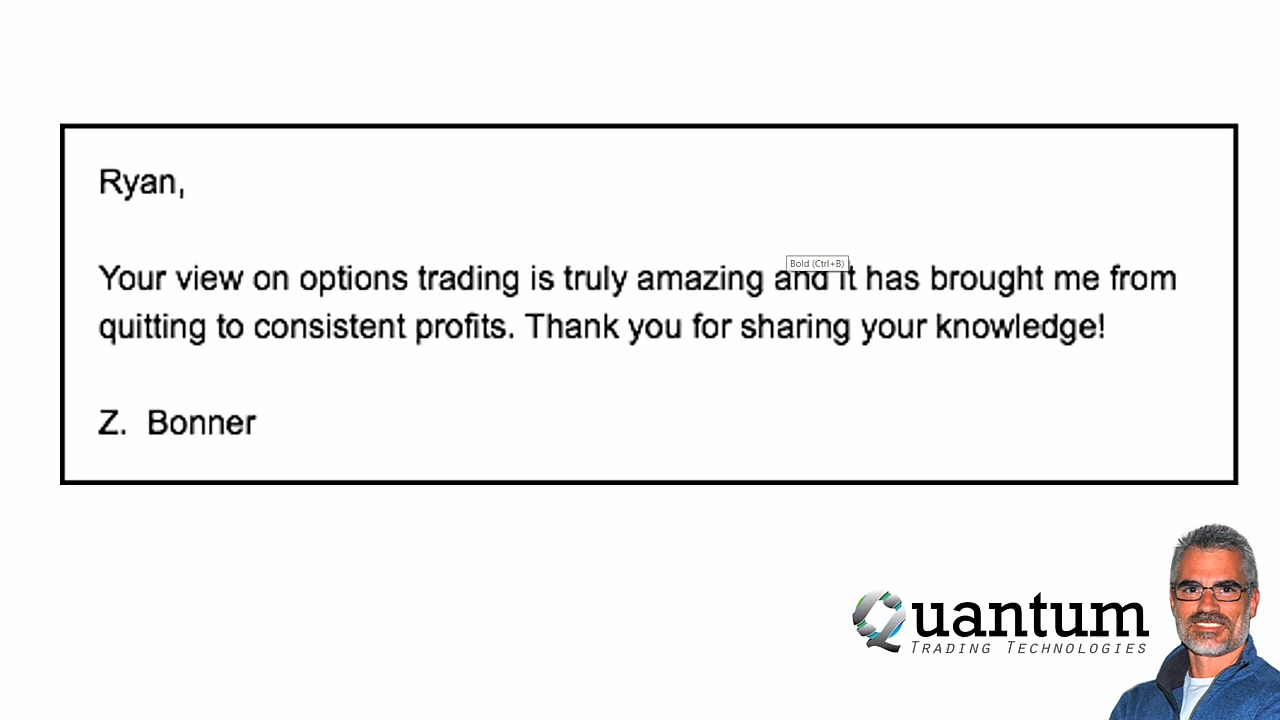 Ryan,
Bold (Ctrl+B)
Your view on options trading is truly amazing and it has brought me from
quitting to consistent profits. Thank you for sharing your knowledge!
Z. Bonner
Quantum
TRADING TECHNOLOGIES